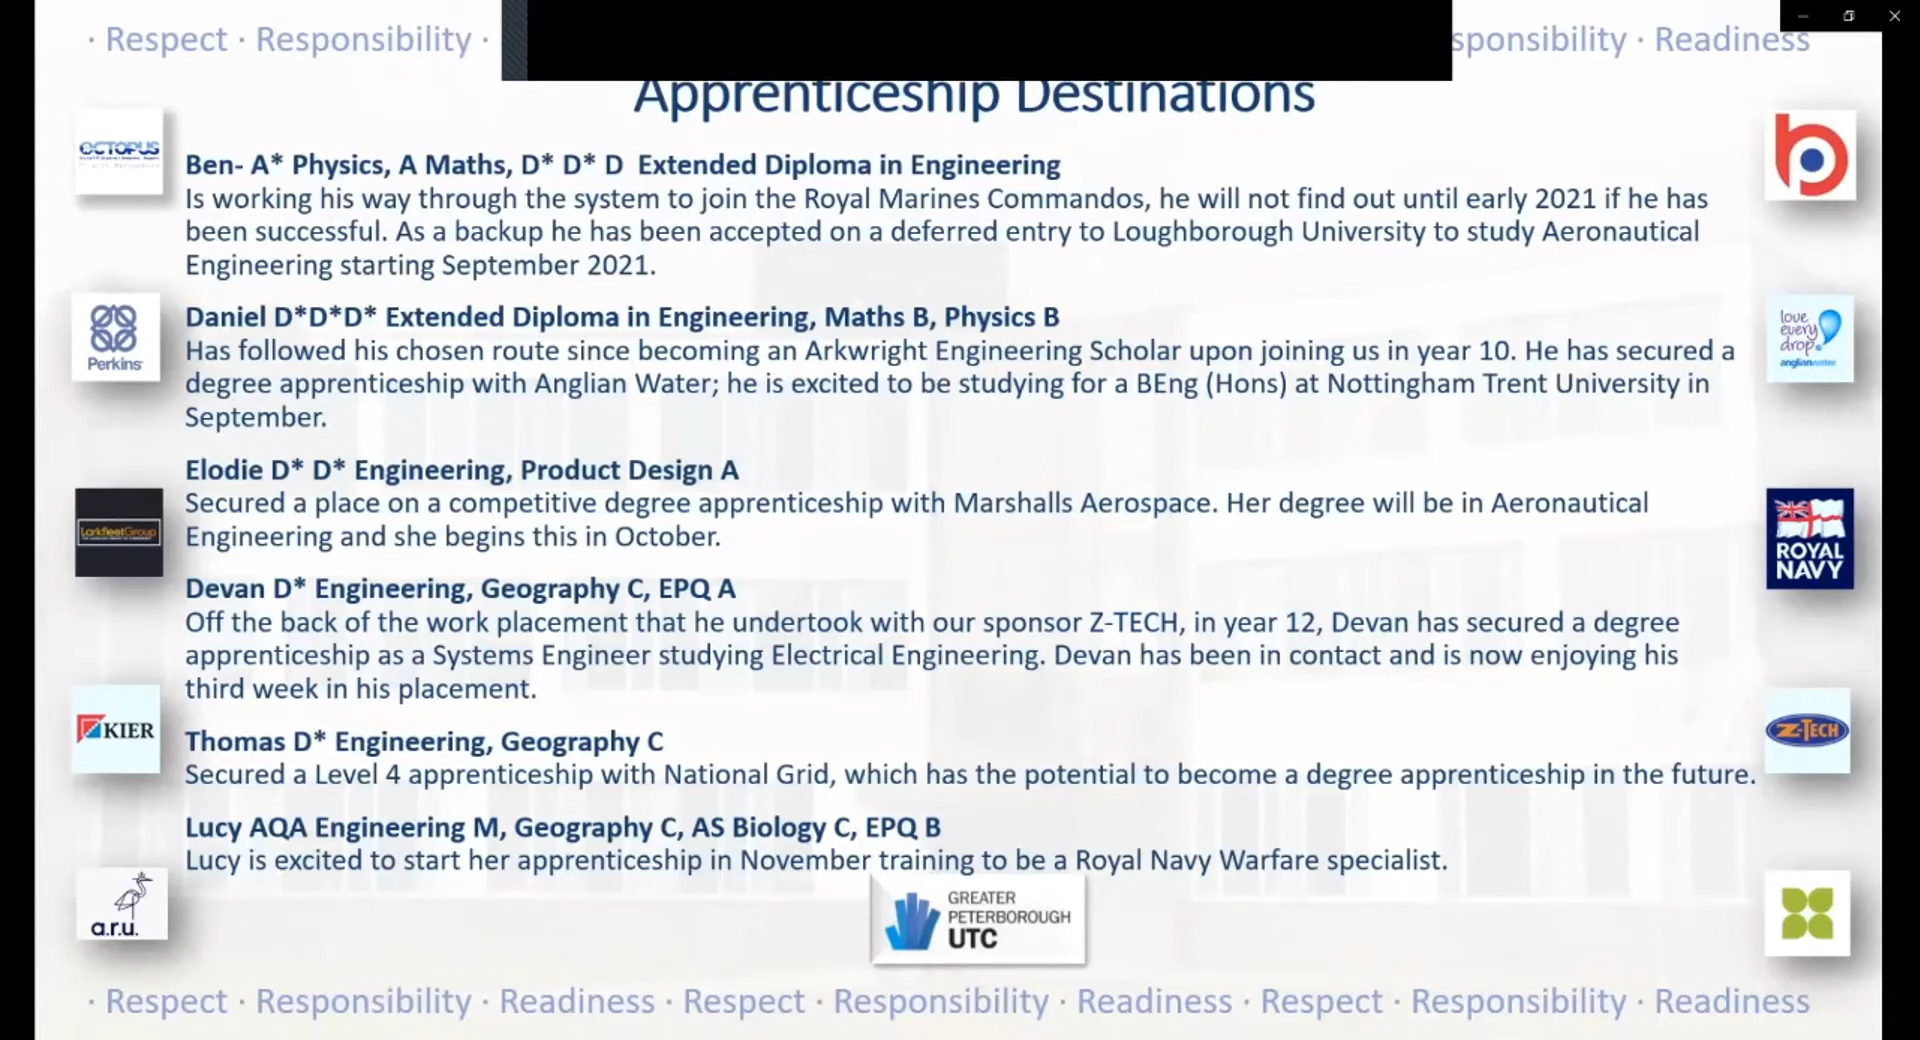 · Respect · Responsibility ·
sponsibility · Readiness
Apprenticeship Destinations
OCTOPUS
Ben- A* Physics, A Maths, D* D* D Extended Diploma in Engineering
Is working his way through the system to join the Royal Marines Commandos, he will not find out until early 2021 if he has
been successful. As a backup he has been accepted on a deferred entry to Loughborough University to study Aeronautical
Engineering starting September 2021.
Perkins
Daniel D*D*D* Extended Diploma in Engineering, Maths B, Physics B
Has followed his chosen route since becoming an Arkwright Engineering Scholar upon joining us in year 10. He has secured a
degree apprenticeship with Anglian Water; he is excited to be studying for a BEng (Hons) at Nottingham Trent University in
September.
love
every
drop
anglianwater
Elodie D* D* Engineering, Product Design A
Secured a place on a competitive degree apprenticeship with Marshalls Aerospace. Her degree will be in Aeronautical
Engineering and she begins this in October.
LarkfleetGroup
ROYAL
NAVY
Devan D* Engineering, Geography C, EPQ A
Off the back of the work placement that he undertook with our sponsor Z-TECH, in year 12, Devan has secured a degree
apprenticeship as a Systems Engineer studying Electrical Engineering. Devan has been in contact and is now enjoying his
third week in his placement.
KIER
Z-TECH
Thomas D* Engineering, Geography C
Secured a Level 4 apprenticeship with National Grid, which has the potential to become a degree apprenticeship in the future.
Lucy AQA Engineering M, Geography C, AS Biology C, EPQ B
Lucy is excited to start her apprenticeship in November training to be a Royal Navy Warfare specialist.
a.r.u.
GREATER
PETERBOROUGH
UTC
· Respect · Responsibility · Readiness · Respect · Responsibility · Readiness · Respect · Responsibility · Readiness